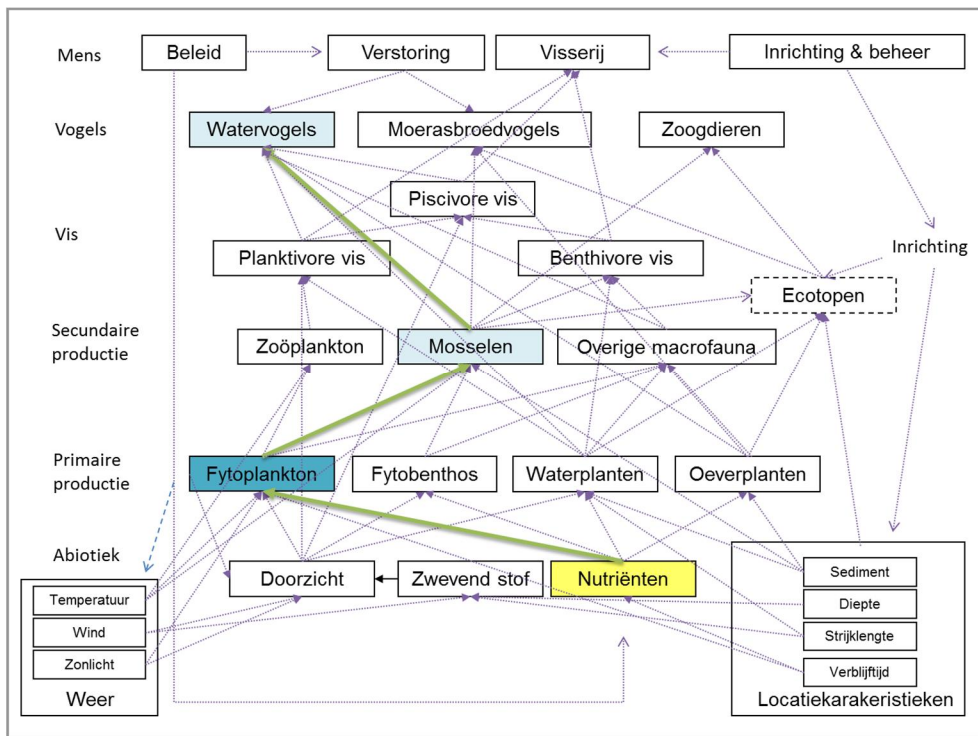 Mens
Beleid
Verstoring
Visserij
Inrichting & beheer
Vogels
Watervogels
Moerasbroedvogels
Zoogdieren
Piscivore vis
Vis
Planktivore vis
Benthivore vis
Inrichting
Ecotopen
Secundaire
productie
Zoöplankton
Mosselen
Overige macrofauna
Primaire
productie
Fytoplankton
Fytobenthos
Waterplanten
Oeverplanten
Abiotiek
Doorzicht
Zwevend stof
Nutriënten
Sediment
Temperatuur
Diepte
Wind
Strijklengte
Zonlicht
Verblijftijd
Weer
Locatiekarakeristieken